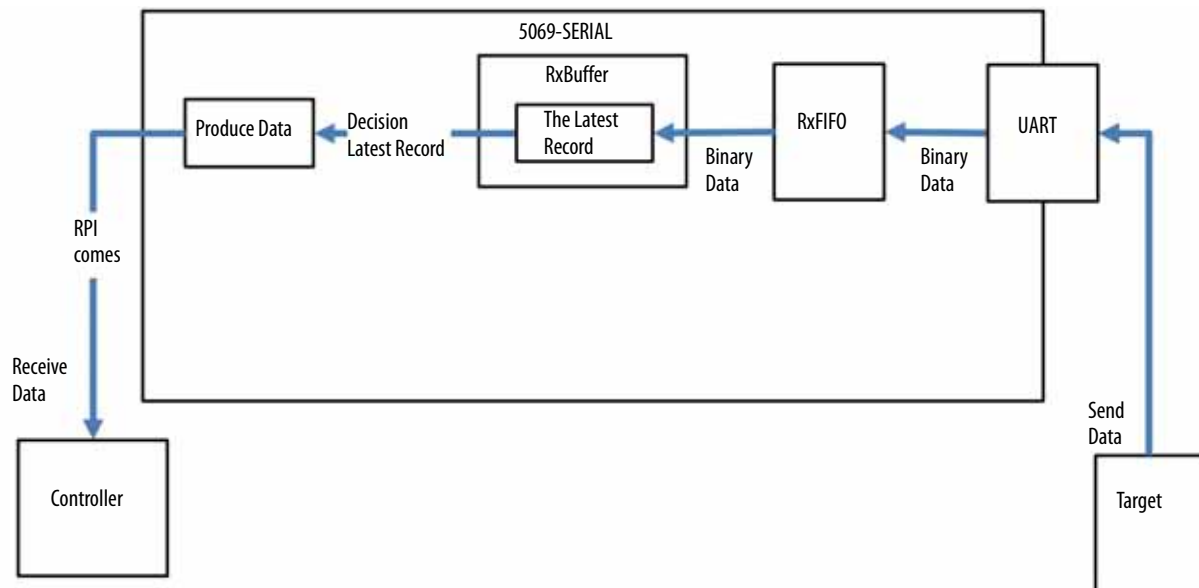 5069-SERIAL
RxBuffer
Produce Data
Decision
Latest Record
The Latest
Record
RxFIFO
UART
Binary
Data
Binary
Data
RPI
comes
Receive
Data
Controller
Send
Data
Target